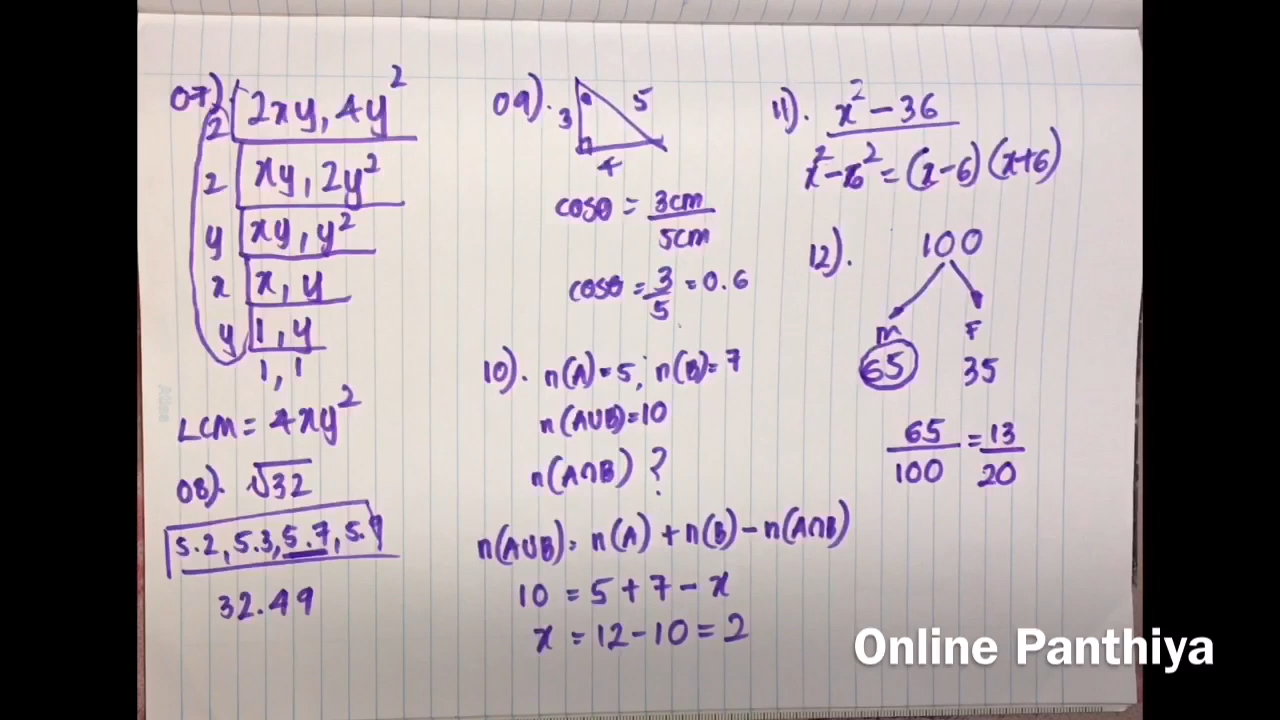 07)
2 | 2xy, 4y²
2 | xy, 2y²
y | xy, y²
x | x, y
y | 1, y
1, 1
LCM = 4xy²
08). √32
5.2, 5.3, 5.7, 5.9
32.49
09).
3
5
4
cosθ = 3cm/5cm
cosθ = 3/5 = 0.6
10). n(A) = 5, n(B) = 7
n(A∪B) = 10
n(A∩B) ?
n(A∪B) = n(A) + n(B) - n(A∩B)
10 = 5 + 7 - x
x = 12 - 10 = 2
11). x² - 36
x² - 6² = (x-6)(x+6)
12). 100
M F
65 35
65/100 = 13/20
Online Panthiya